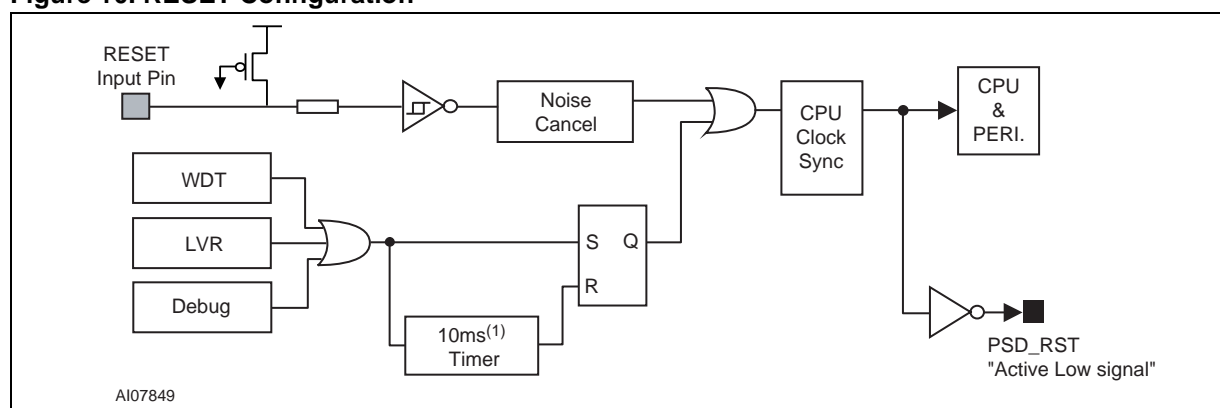 Figure RESET Configuration
RESET
Input Pin
Noise
Cancel
CPU
Clock
Sync
CPU
&
PERI.
WDT
LVR
Debug
S Q
R
10ms(1)
Timer
PSD_RST
"Active Low signal"
AI07849